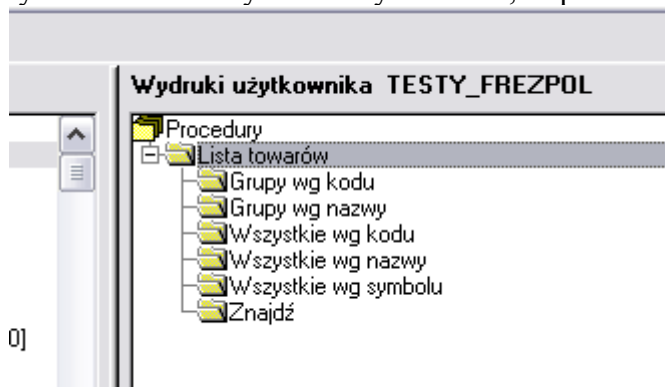 Wydruki użytkownika TESTY_FREZPOL
Procedury
Lista towarów
Grupy wg kodu
Grupy wg nazwy
Wszystkie wg kodu
Wszystkie wg nazwy
Wszystkie wg symbolu
Znajdź
0]